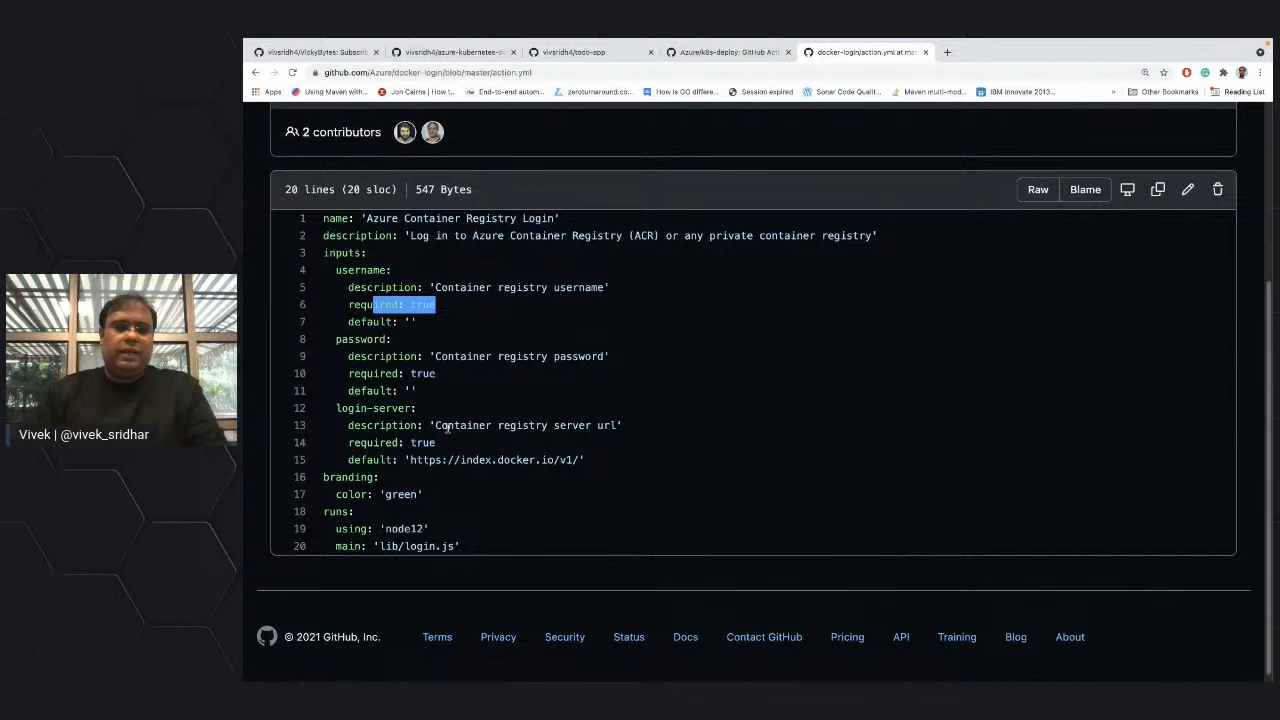 vivsridh4/VickyBytes: Subscri
vivsridh4/azure-kubernetes-d
vivsridh4/todo-app
Azure/k8s-deploy: GitHub Act
docker-login/action.yml at ma
github.com/Azure/docker-login/blob/master/action.yml
Apps
Using Maven with...
Jon Cairns | How t...
End-to-end autom...
zeroturnaround.co...
How is GO differe...
Session expired
Sonar Code Qualit...
Maven multi-mod...
IBM Innovate 2013...
»
Other Bookmarks
Reading List
2 contributors
20 lines (20 sloc) 547 Bytes
Raw Blame
1 name: 'Azure Container Registry Login'
2 description: 'Log in to Azure Container Registry (ACR) or any private container registry'
3 inputs:
4 username:
5 description: 'Container registry username'
6 required: true
7 default: ''
8 password:
9 description: 'Container registry password'
10 required: true
11 default: ''
12 login-server:
13 description: 'Container registry server url'
14 required: true
15 default: 'https://index.docker.io/v1/'
16 branding:
17 color: 'green'
18 runs:
19 using: 'node12'
20 main: 'lib/login.js'
Vivek | @vivek_sridhar
© 2021 GitHub, Inc. Terms Privacy Security Status Docs Contact GitHub Pricing API Training Blog About